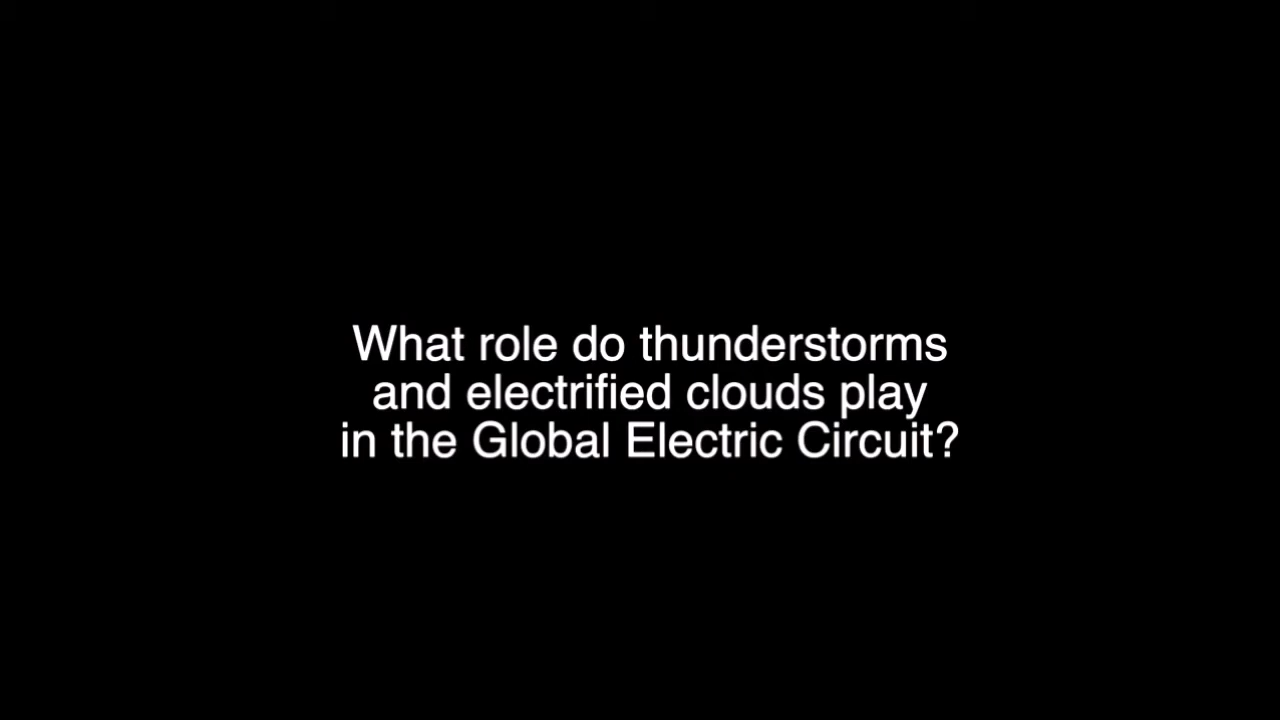 What role do thunderstorms
and electrified clouds play
in the Global Electric Circuit?